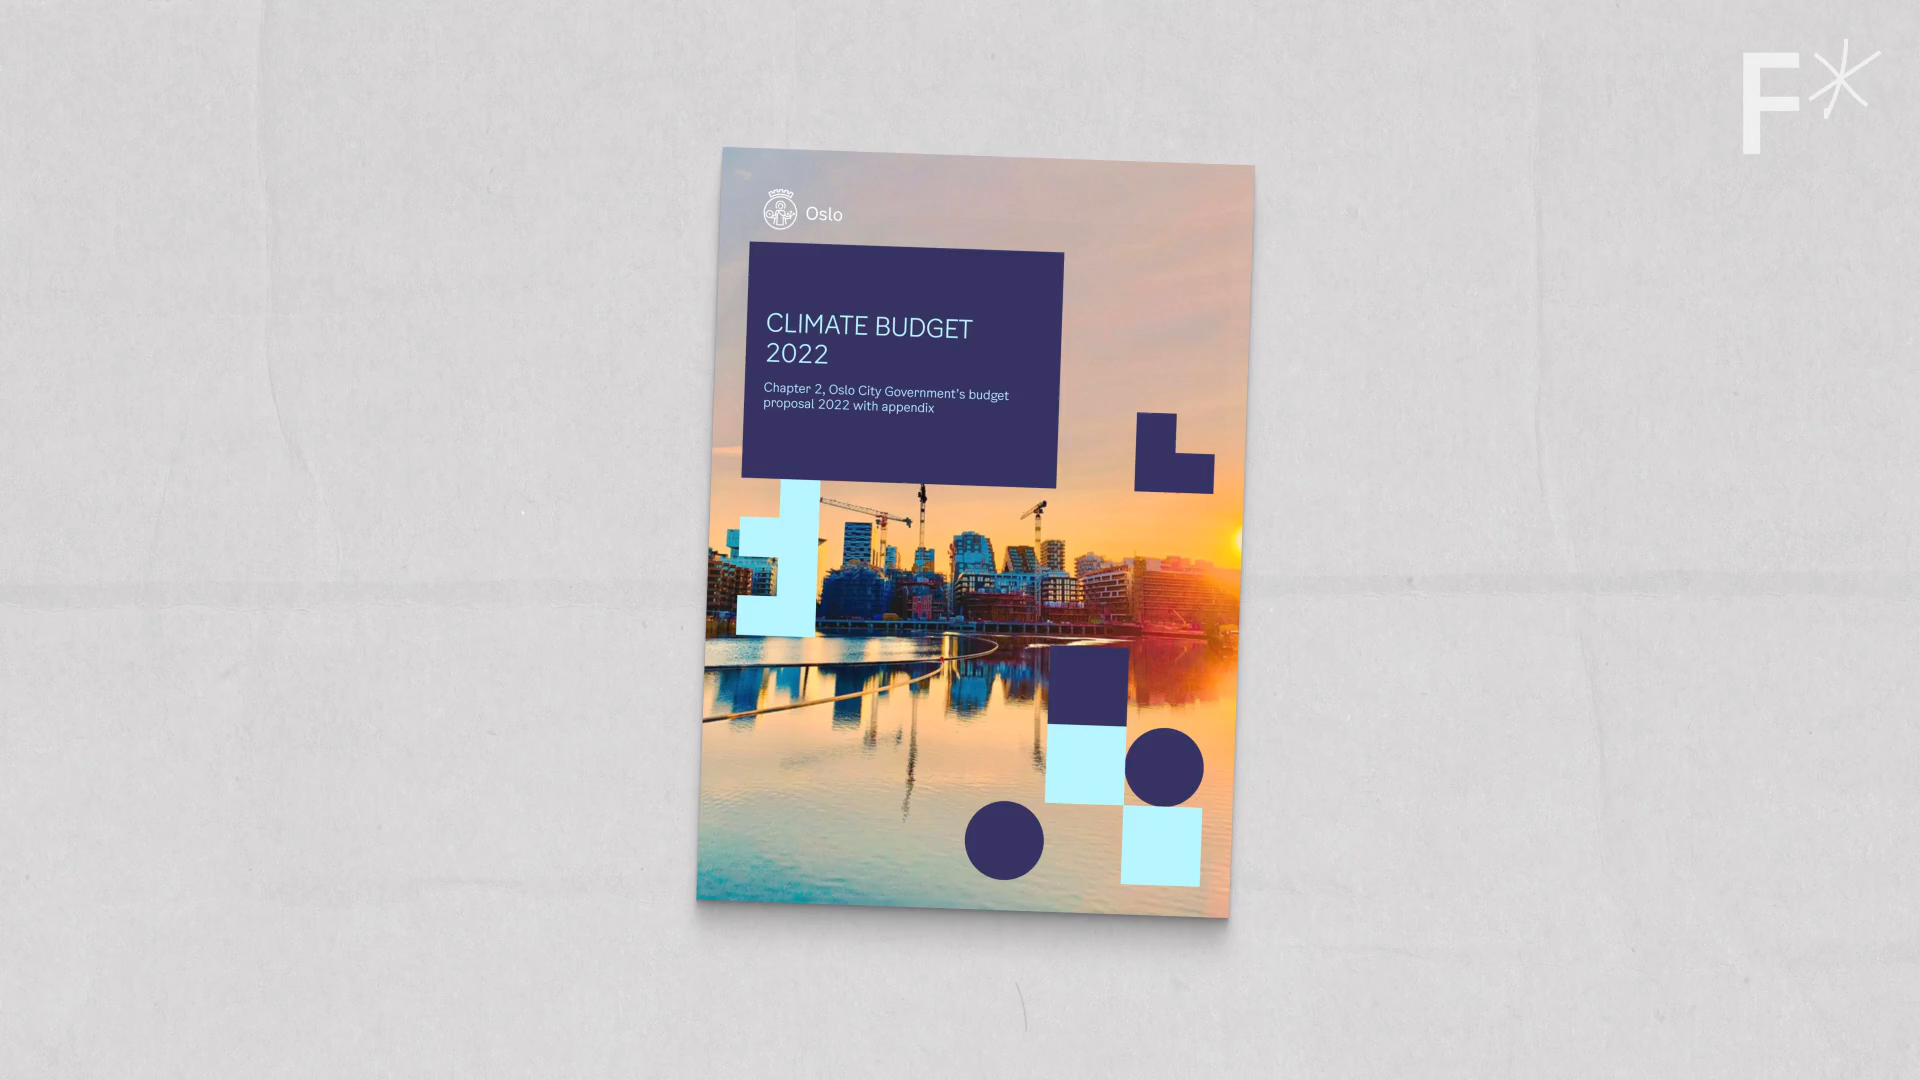 F*
Oslo
CLIMATE BUDGET
2022
Chapter 2, Oslo City Government's budget
proposal 2022 with appendix